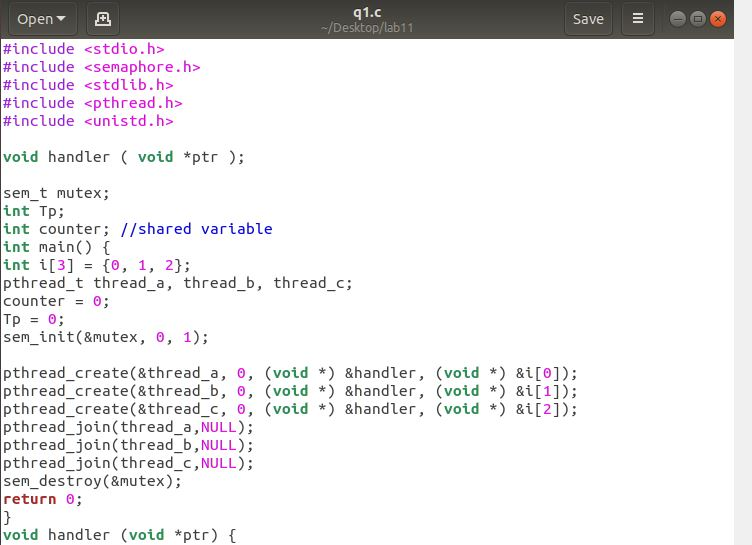 Open
q1.c
~/Desktop/lab11
Save
#include <stdio.h>
#include <semaphore.h>
#include <stdlib.h>
#include <pthread.h>
#include <unistd.h>
void handler ( void *ptr );
sem_t mutex;
int Tp;
int counter; //shared variable
int main() {
int i[3] = {0, 1, 2};
pthread_t thread_a, thread_b, thread_c;
counter = 0;
Tp = 0;
sem_init(&mutex, 0, 1);
pthread_create(&thread_a, 0, (void *) &handler, (void *) &i[0]);
pthread_create(&thread_b, 0, (void *) &handler, (void *) &i[1]);
pthread_create(&thread_c, 0, (void *) &handler, (void *) &i[2]);
pthread_join(thread_a,NULL);
pthread_join(thread_b,NULL);
pthread_join(thread_c,NULL);
sem_destroy(&mutex);
return 0;
}
void handler (void *ptr) {